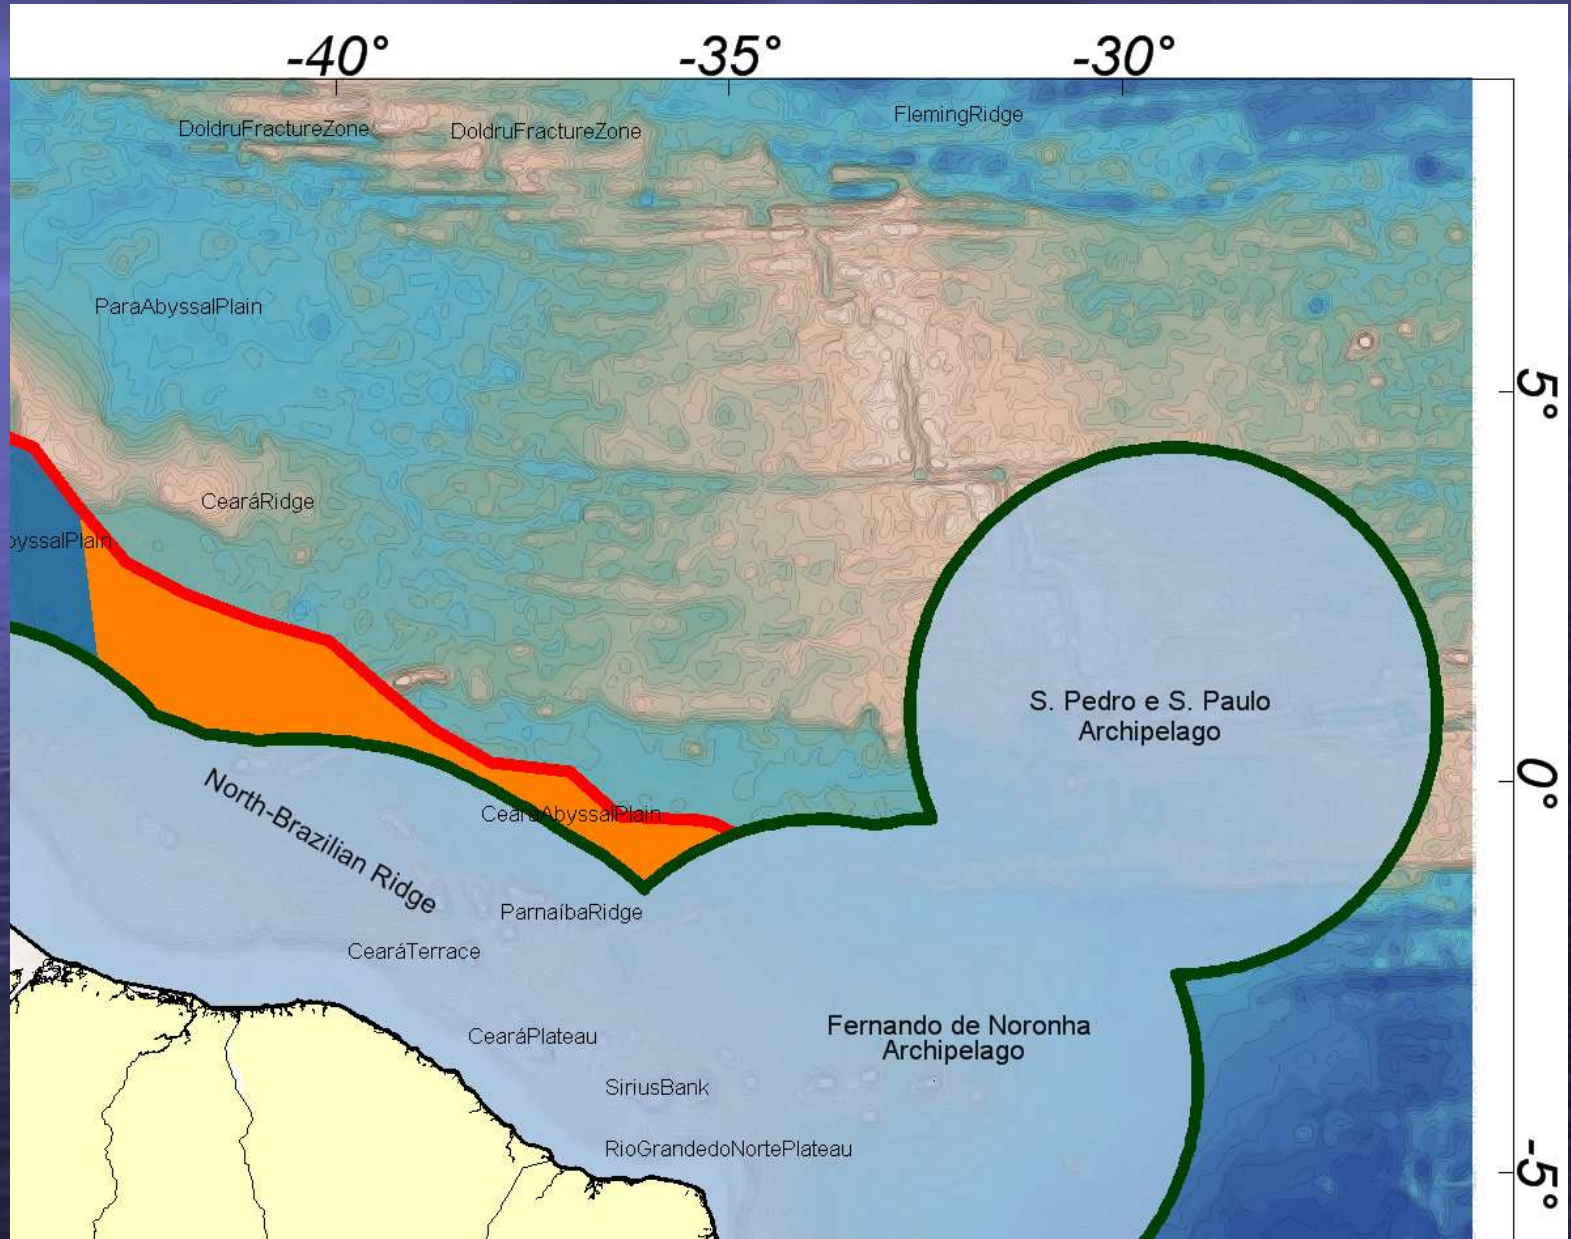 -40°
-35°
-30°
FlemingRidge
DoldruFractureZone
DoldruFractureZone
ParaAbyssalPlain
5°
CearáRidge
byssalPlain
S. Pedro e S. Paulo
Archipelago
0°
North-Brazilian Ridge
CearáAbyssalPlain
ParnaíbaRidge
CearáTerrace
Fernando de Noronha
Archipelago
CearáPlateau
SiriusBank
RioGrandedoNortePlateau
-5°